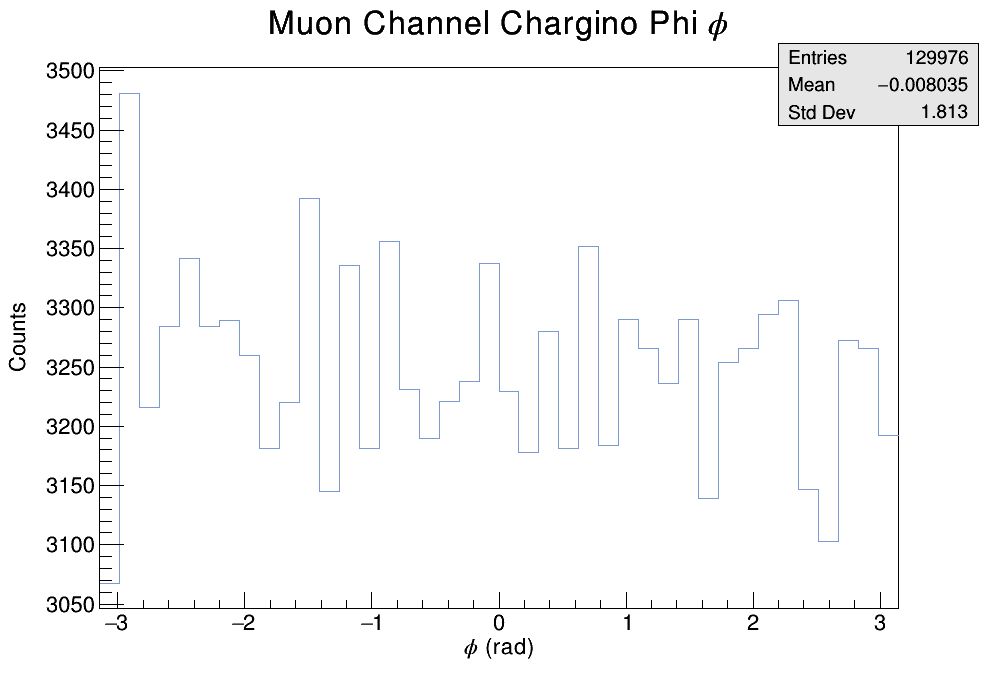 Muon Channel Chargino Phi ϕ
Entries 129976
Mean −0.008035
Std Dev 1.813
3500
3450
3400
3350
3300
3250
3200
3150
3100
3050
Counts
−3 −2 −1 0 1 2 3
ϕ (rad)